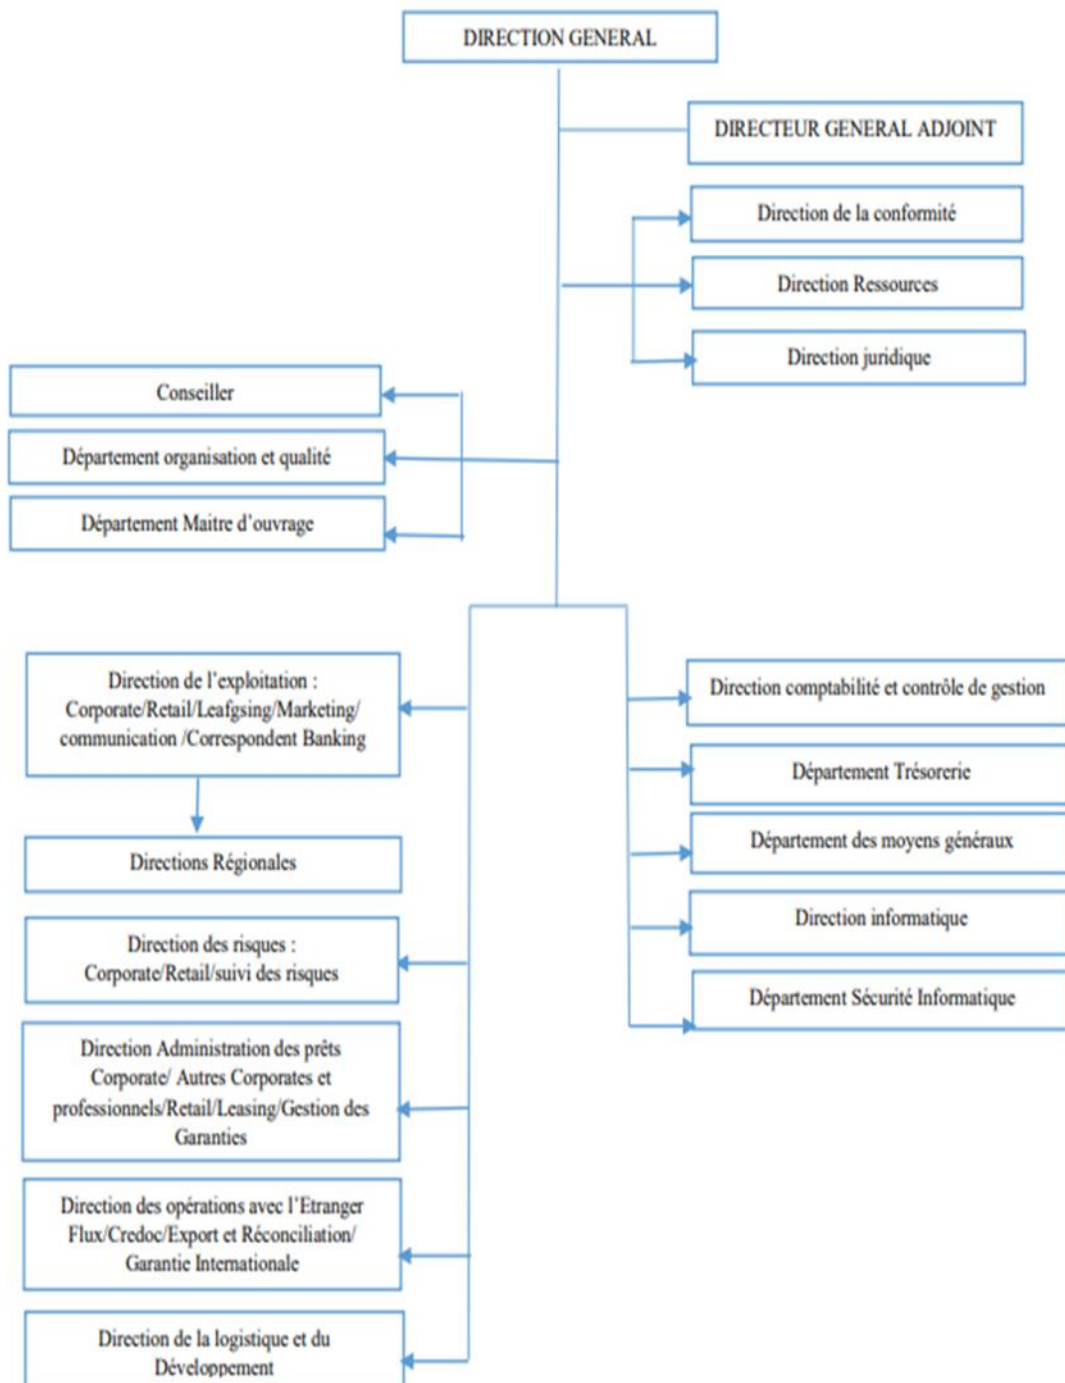 DIRECTION GENERAL
DIRECTEUR GENERAL ADJOINT
Direction de la conformité
Direction Ressources
Direction juridique
Conseiller
Département organisation et qualité
Département Maitre d’ouvrage
Direction de l’exploitation :
Corporate/Retail/Leafgsing/Marketing/
communication /Correspondent Banking
Directions Régionales
Direction des risques :
Corporate/Retail/suivi des risques
Direction Administration des prêts
Corporate/ Autres Corporates et
professionnels/Retail/Leasing/Gestion des
Garanties
Direction des opérations avec l’Etranger
Flux/Credoc/Export et Réconciliation/
Garantie Internationale
Direction de la logistique et du
Développement
Direction comptabilité et contrôle de gestion
Département Trésorerie
Département des moyens généraux
Direction informatique
Département Sécurité Informatique